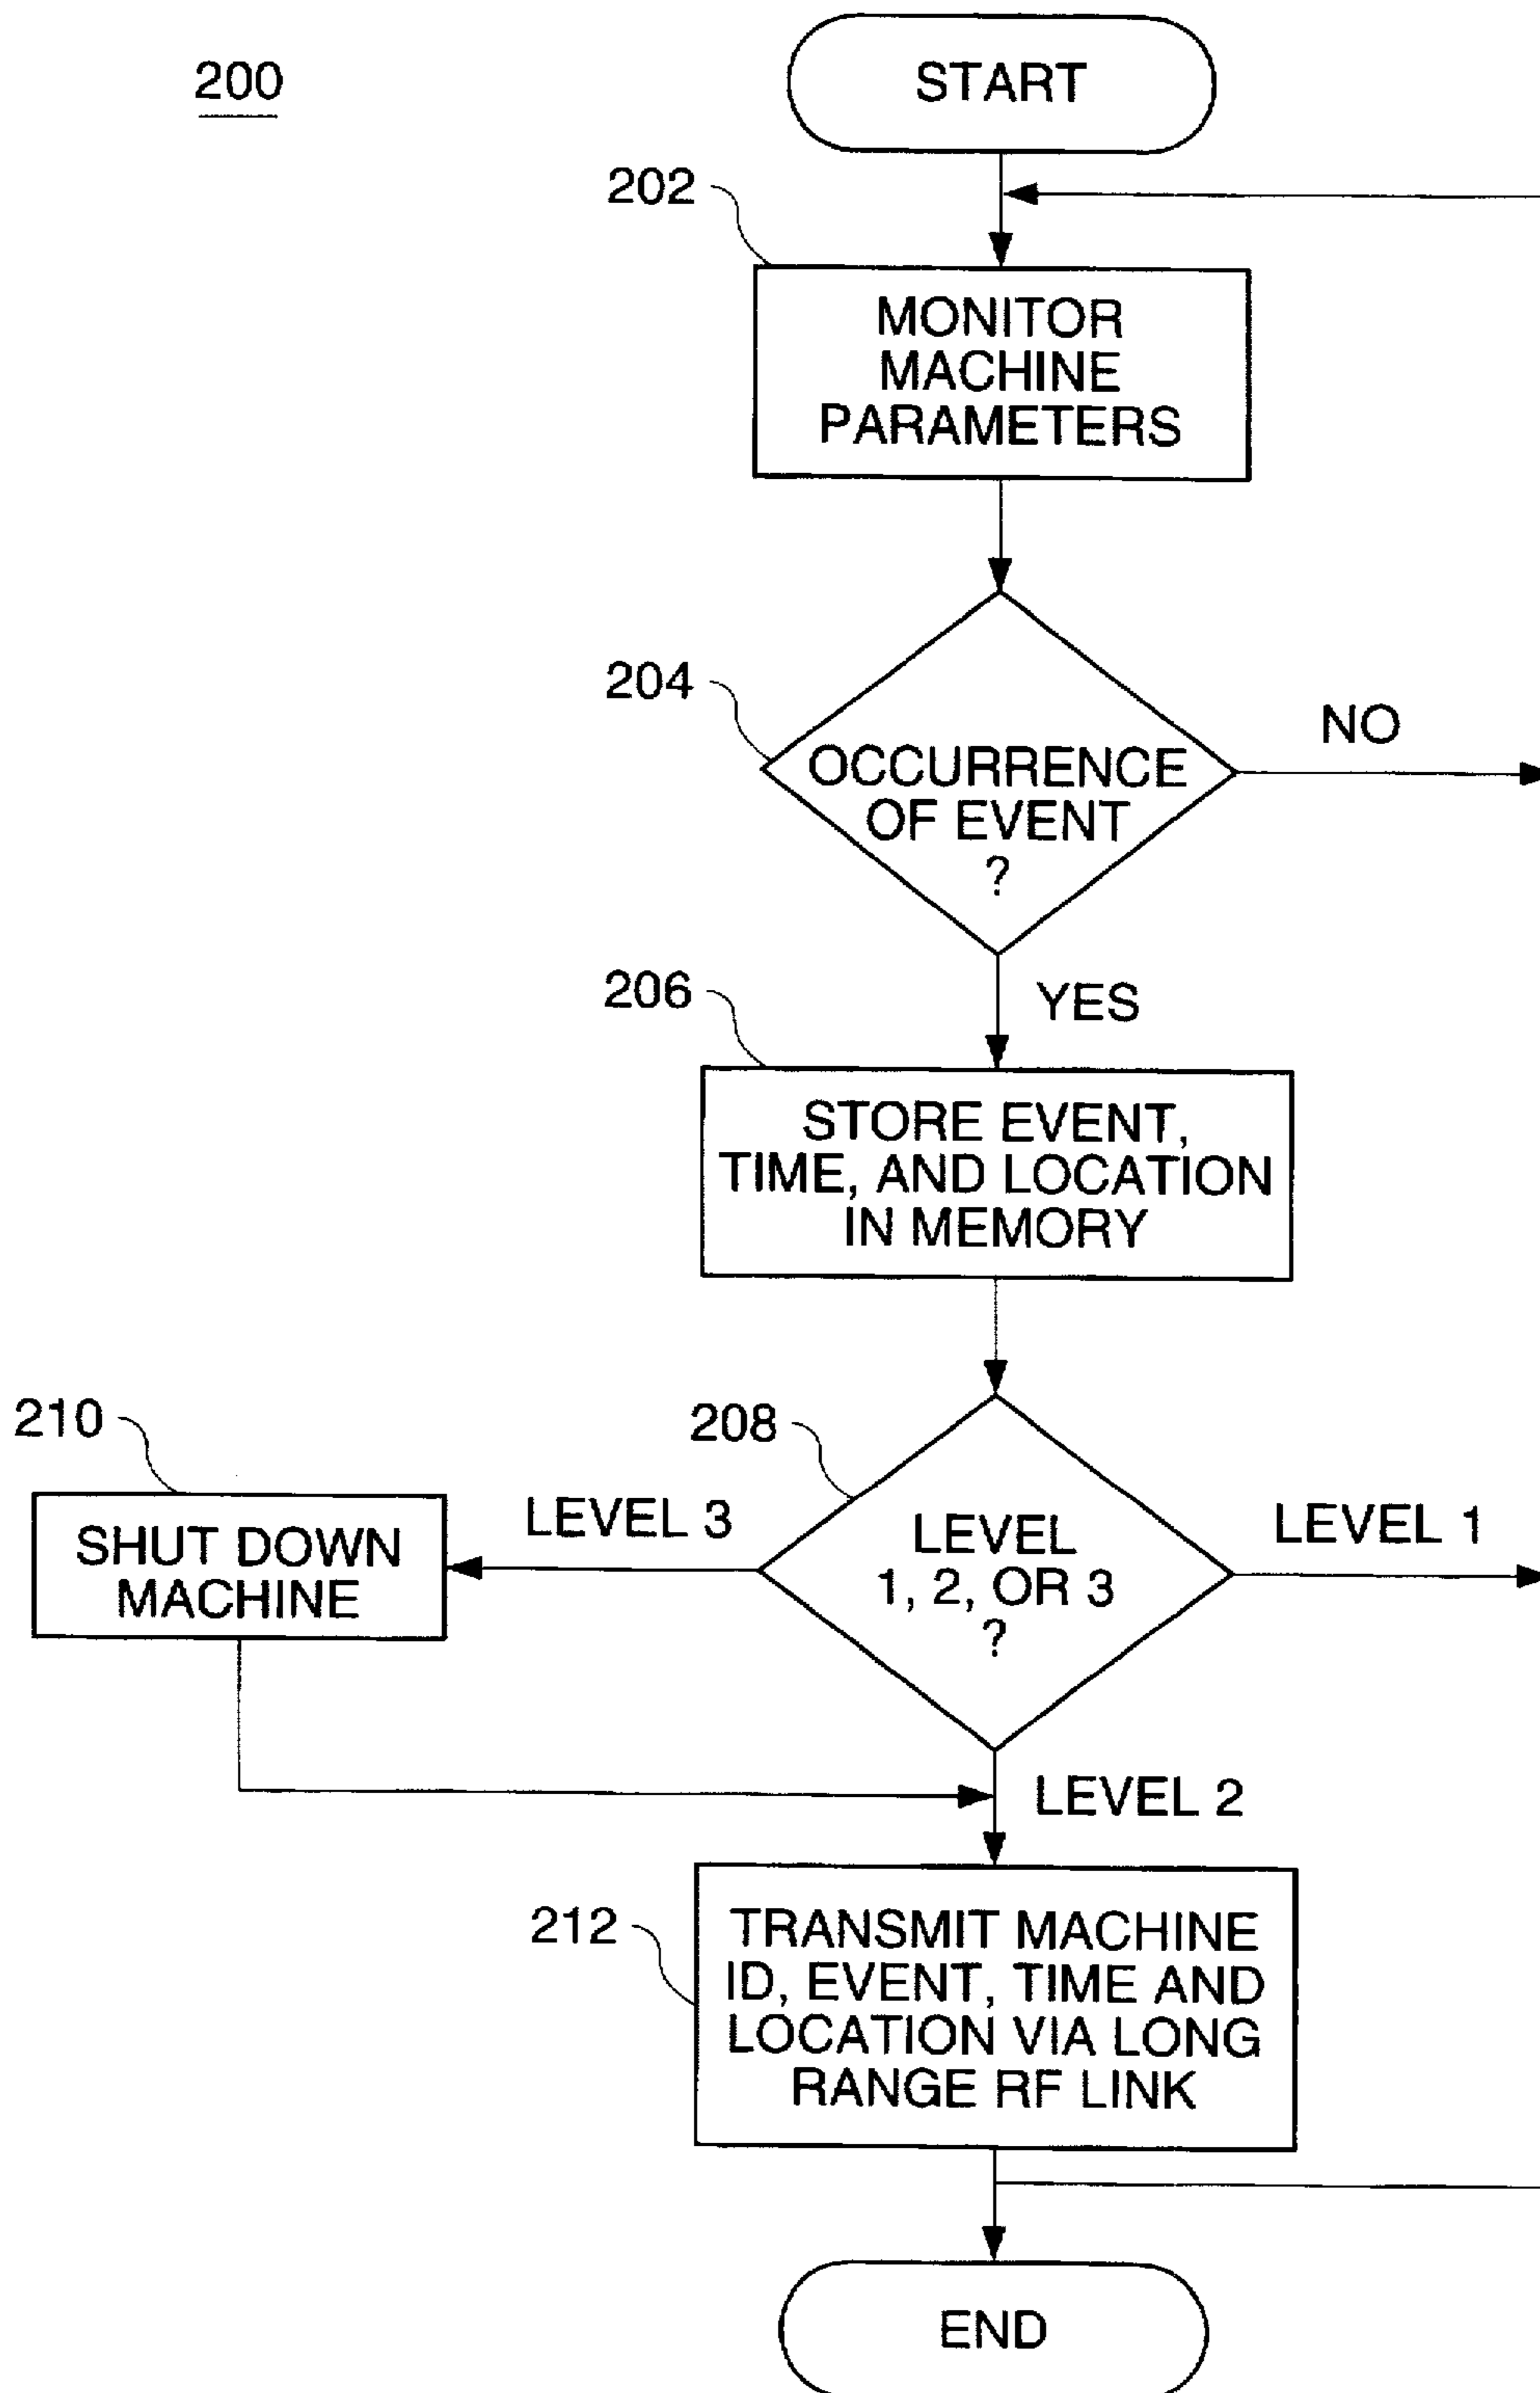 200
START
202
MONITOR
MACHINE
PARAMETERS
204
OCCURRENCE
OF EVENT
?
NO
206
YES
STORE EVENT,
TIME, AND LOCATION
IN MEMORY
210
208
SHUT DOWN
MACHINE
LEVEL 3
LEVEL
1, 2, OR 3
?
LEVEL 1
LEVEL 2
212
TRANSMIT MACHINE
ID, EVENT, TIME AND
LOCATION VIA LONG
RANGE RF LINK
END